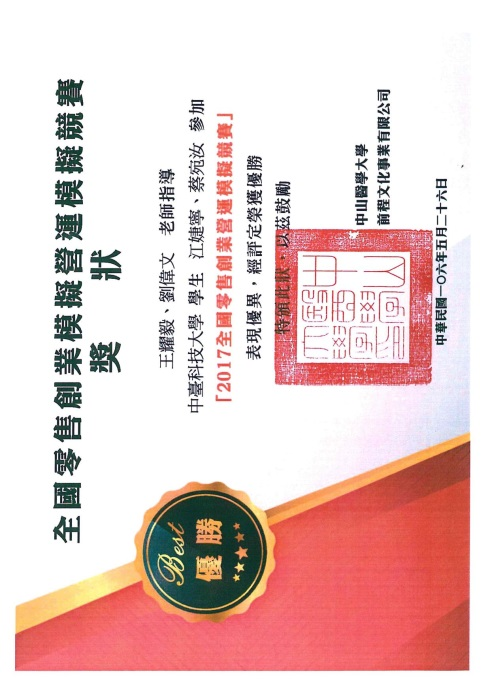 全國零售創業模擬營運模擬競賽
獎 狀
王耀毅、劉偉文 老師指導
中臺科技大學 學生 江婕寧、蔡宛汝 參加
「2017全國零售創業營運模擬競賽」
表現優異，經評定榮獲優勝
特頒此狀、以茲鼓勵
中山醫學大學
前程文化事業有限公司
中華民國一〇六年五月二十六日
Best
優勝